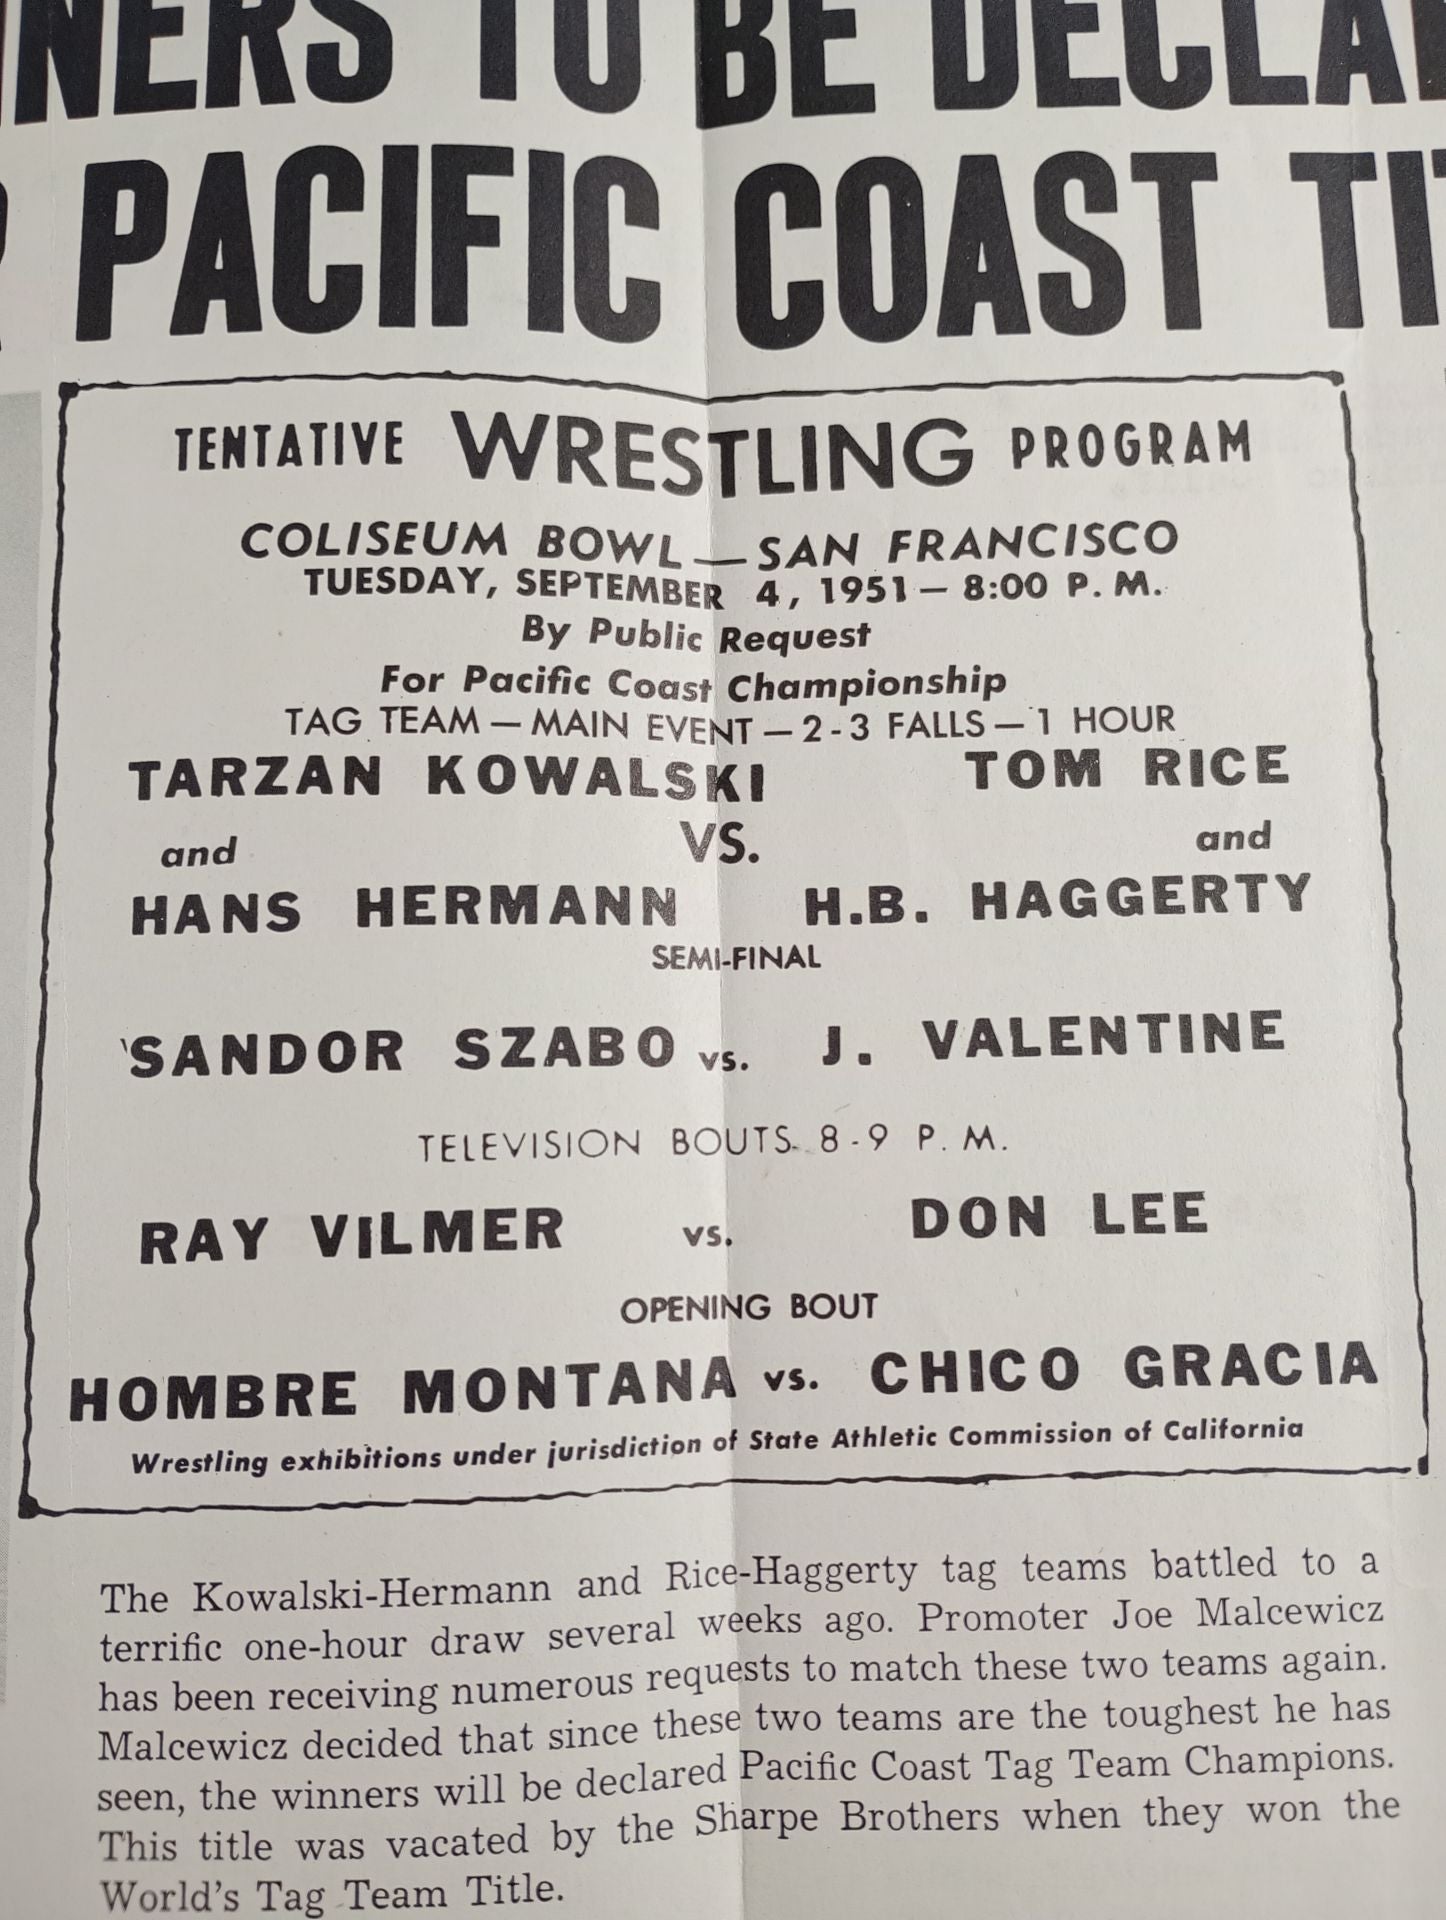 NERS TO BE DECLA
PACIFIC COAST TIT
TENTATIVE WRESTLING PROGRAM
COLISEUM BOWL — SAN FRANCISCO
TUESDAY, SEPTEMBER 4, 1951 — 8:00 P. M.
By Public Request
For Pacific Coast Championship
TAG TEAM — MAIN EVENT — 2-3 FALLS — 1 HOUR
TARZAN KOWALSKI TOM RICE
and VS. and
HANS HERMANN H.B. HAGGERTY
SEMI-FINAL
SANDOR SZABO vs. J. VALENTINE
TELEVISION BOUTS 8-9 P. M.
RAY VILMER vs. DON LEE
OPENING BOUT
HOMBRE MONTANA vs. CHICO GRACIA
Wrestling exhibitions under jurisdiction of State Athletic Commission of California
The Kowalski-Hermann and Rice-Haggerty tag teams battled to a
terrific one-hour draw several weeks ago. Promoter Joe Malcewicz
has been receiving numerous requests to match these two teams again.
Malcewicz decided that since these two teams are the toughest he has
seen, the winners will be declared Pacific Coast Tag Team Champions.
This title was vacated by the Sharpe Brothers when they won the
World's Tag Team Title.